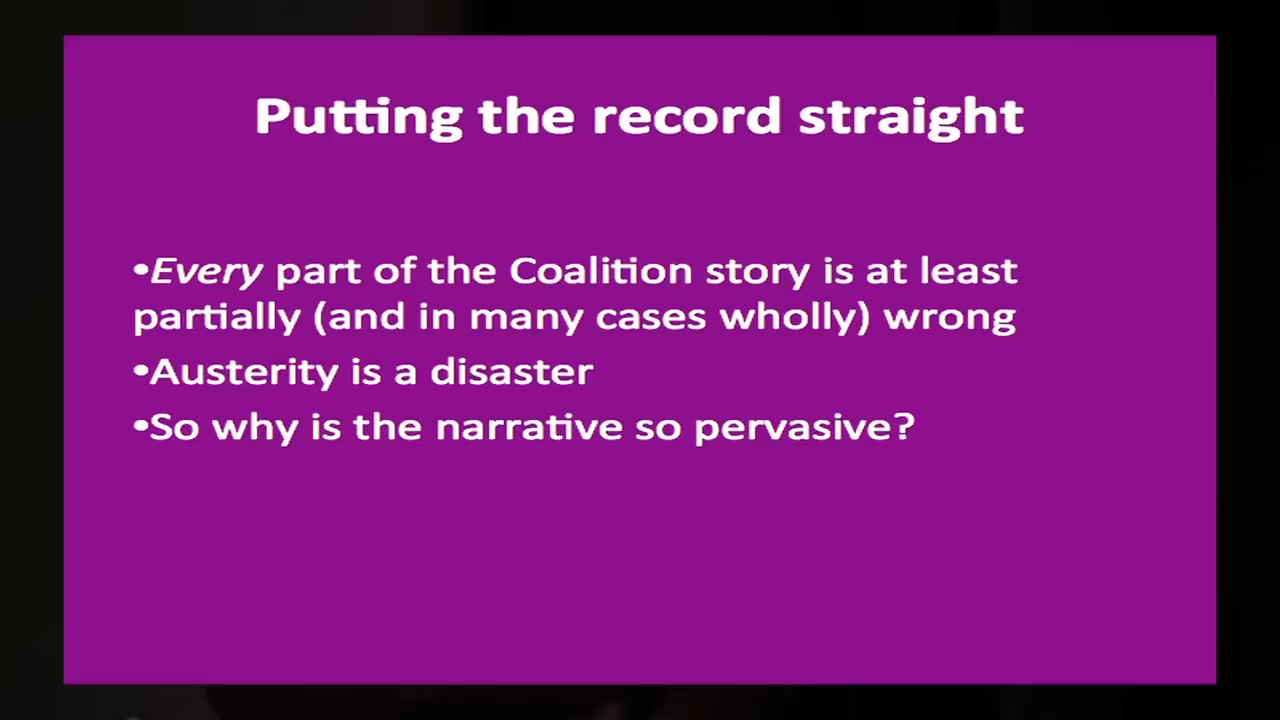 Putting the record straight
•Every part of the Coalition story is at least
partially (and in many cases wholly) wrong
•Austerity is a disaster
•So why is the narrative so pervasive?